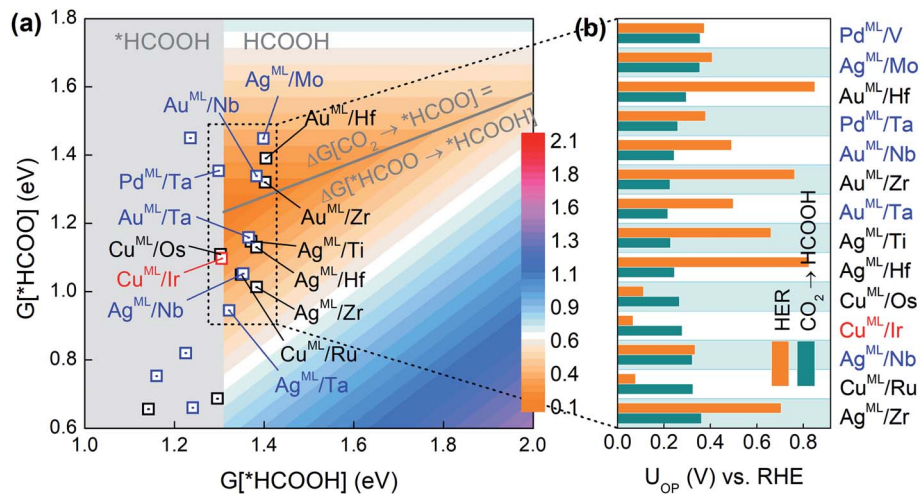 (a)
*HCOOH HCOOH
Ag^ML/Mo
Au^ML/Nb
Au^ML/Hf
ΔG[CO₂ → *HCOO] =
ΔG[*HCOO → *HCOOH]
Pd^ML/Ta
Au^ML/Zr
Au^ML/Ta
Cu^ML/Os
Ag^ML/Ti
Cu^ML/Ir
Ag^ML/Hf
Ag^ML/Nb
Ag^ML/Zr
Cu^ML/Ru
Ag^ML/Ta
G[*HCOO] (eV)
1.8
1.6
1.4
1.2
1.0
0.8
0.6
1.0 1.2 1.4 1.6 1.8 2.0
G[*HCOOH] (eV)
2.1
1.9
1.7
1.5
1.3
1.1
0.9
0.7
0.6
0.4
0.2
0.1
(b)
Pd^ML/V
Ag^ML/Mo
Au^ML/Hf
Pd^ML/Ta
Au^ML/Nb
Au^ML/Zr
Au^ML/Ta
Ag^ML/Ti
Ag^ML/Hf
Cu^ML/Os
Cu^ML/Ir
Ag^ML/Nb
Cu^ML/Ru
Ag^ML/Zr
HER
CO₂ → HCOOH
0.0 0.2 0.4 0.6 0.8
U_OP (V) vs. RHE